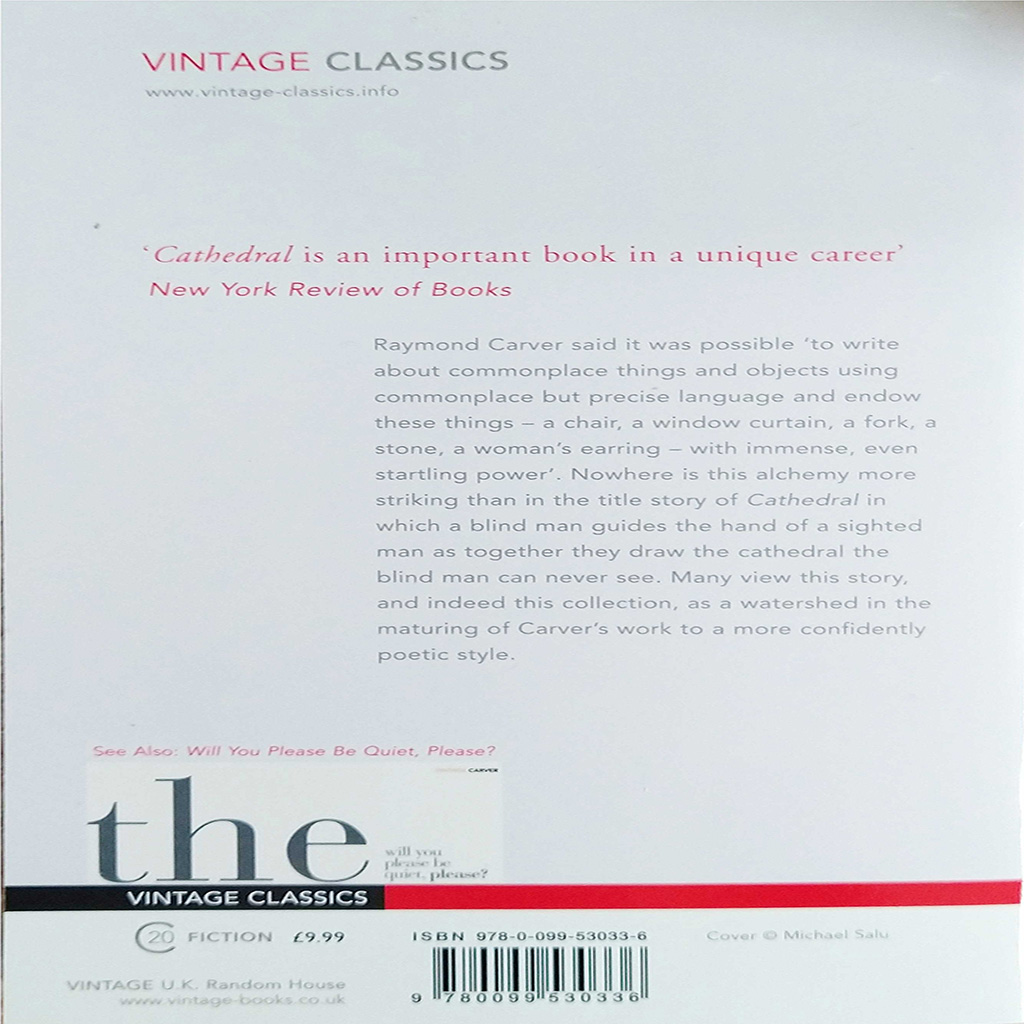 VINTAGE CLASSICS
www.vintage-classics.info
‘Cathedral is an important book in a unique career’
New York Review of Books
Raymond Carver said it was possible ‘to write
about commonplace things and objects using
commonplace but precise language and endow
these things – a chair, a window curtain, a fork, a
stone, a woman’s earring – with immense, even
startling power’. Nowhere is this alchemy more
striking than in the title story of Cathedral in
which a blind man guides the hand of a sighted
man as together they draw the cathedral the
blind man can never see. Many view this story,
and indeed this collection, as a watershed in the
maturing of Carver’s work to a more confidently
poetic style.
See Also: Will You Please Be Quiet, Please?
VINTAGE CARVER
the
will you
please be
quiet, please?
VINTAGE CLASSICS
C20 FICTION £9.99
ISBN 978-0-099-53033-6
Cover © Michael Salu
VINTAGE U.K. Random House
www.vintage-books.co.uk
9 780099 530336